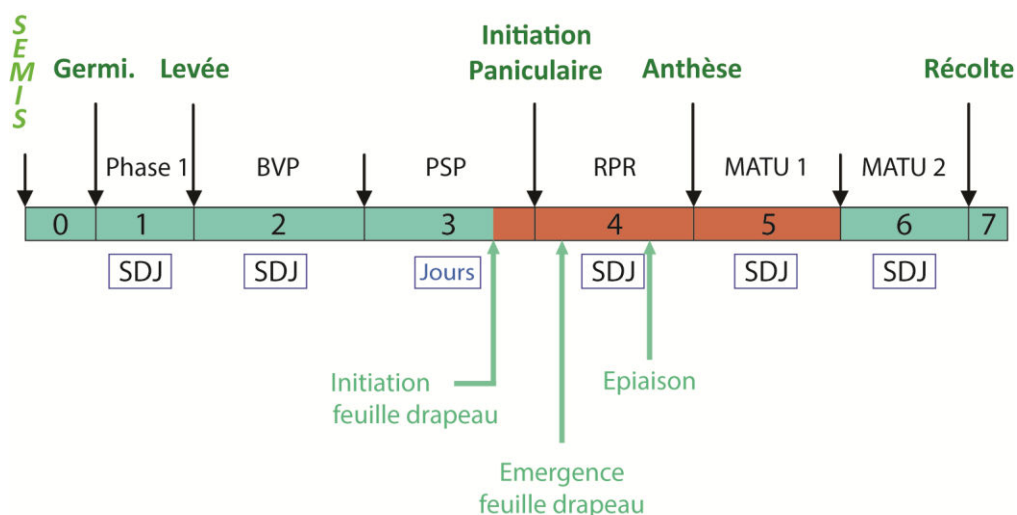 SEMIS
Germi.
Levée
Initiation
Paniculaire
Anthèse
Récolte
Phase 1
BVP
PSP
RPR
MATU 1
MATU 2
0
1
2
3
4
5
6
7
SDJ
SDJ
Jours
SDJ
SDJ
SDJ
Initiation
feuille drapeau
Epiaison
Emergence
feuille drapeau